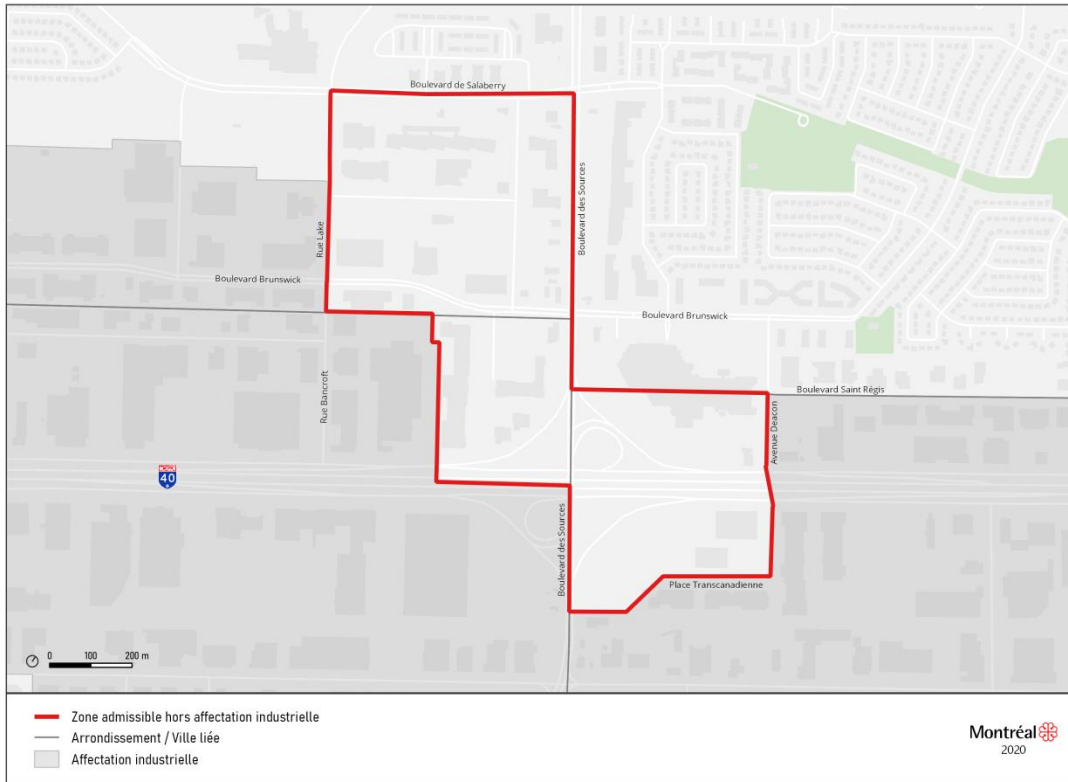 Boulevard de Salaberry
Boulevard des Sources
Rue Lake
Boulevard Brunswick
Boulevard Brunswick
Boulevard Saint Régis
Rue Bancroft
Avenue Deacon
40
Boulevard des Sources
Place Transcanadienne
0 100 200 m
Zone admissible hors affectation industrielle
Arrondissement / Ville liée
Affectation industrielle
Montréal
2020